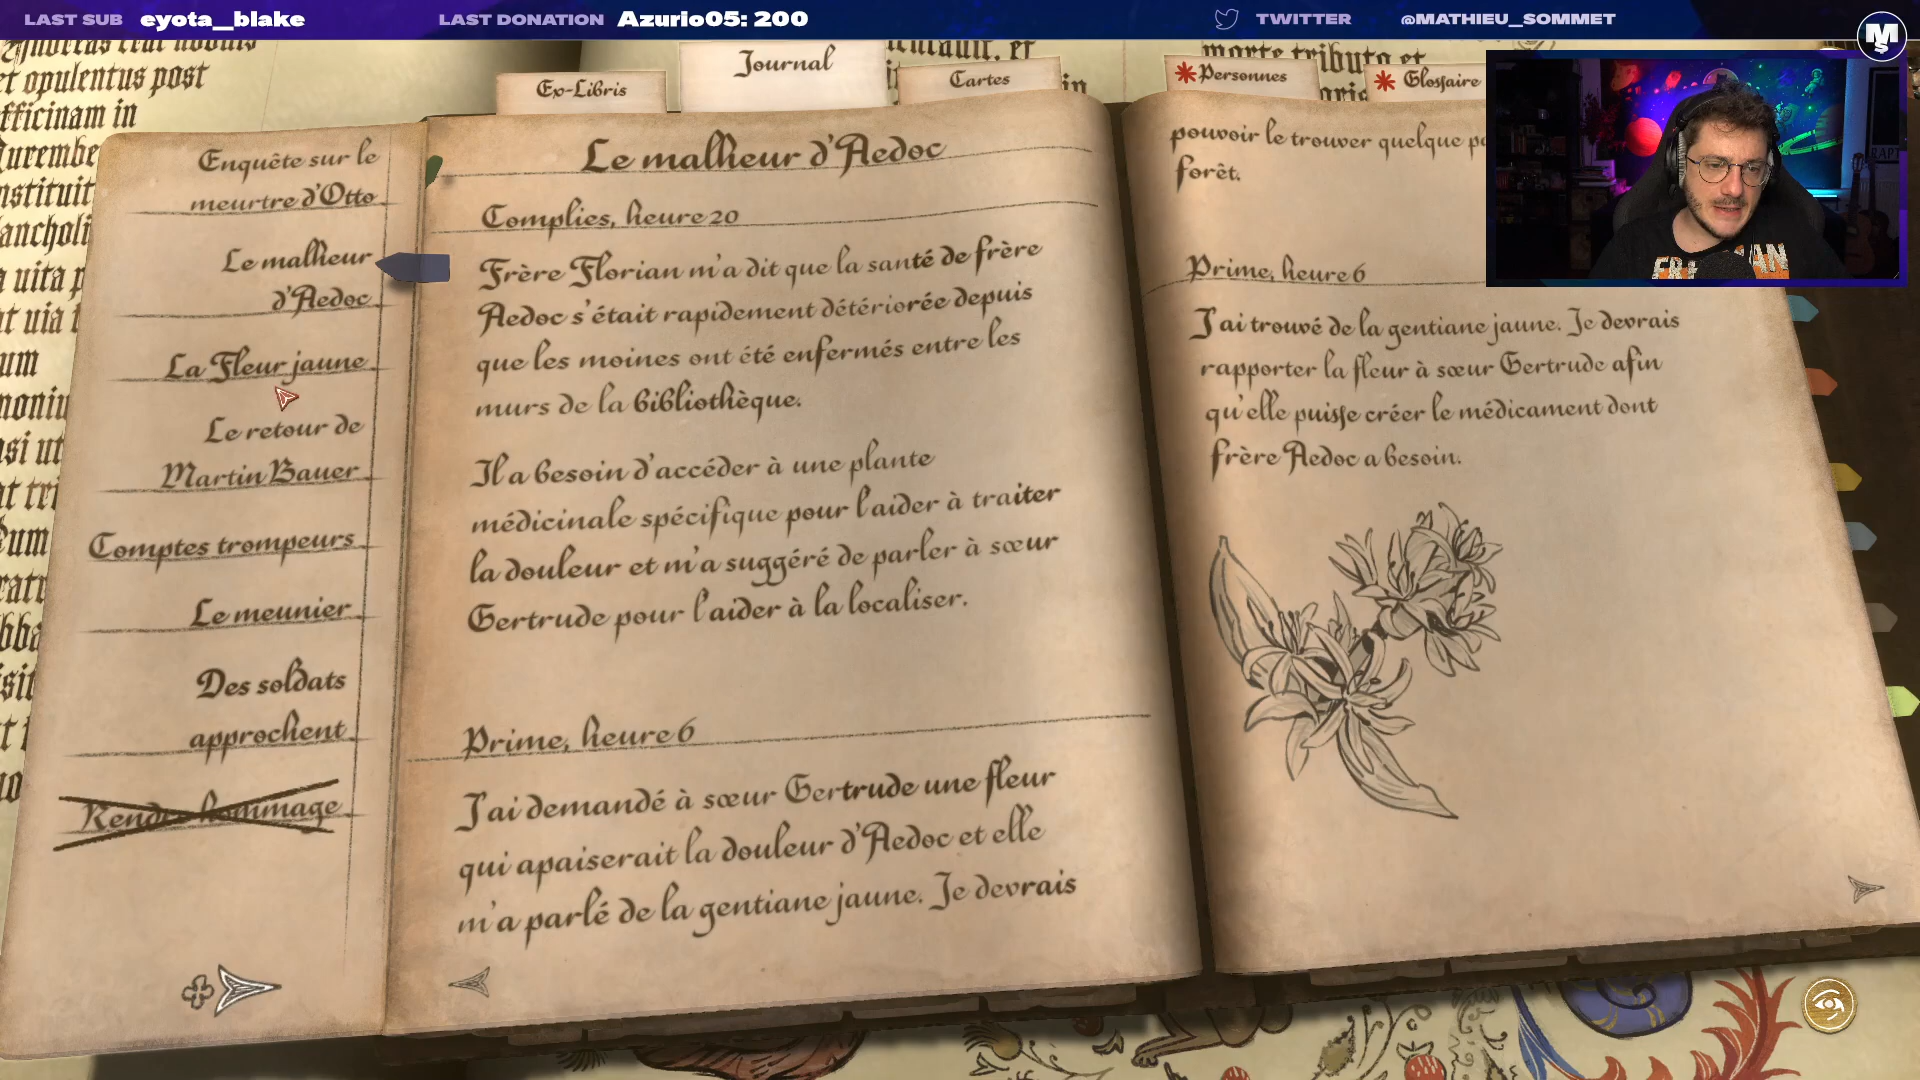 LAST SUB eyota__blake
LAST DONATION Azurio05: 200
TWITTER @MATHIEU_SOMMET
et opulentus post
officinam in
Ex-Libris
Journal
Cartes
Personnes
Glossaire
Enquête sur le
meurtre d'Otto
Le malheur
d'Aedoc
La Fleur jaune
Le retour de
Martin Bauer
Comptes trompeurs
Le meunier
Des soldats
approchent
Rendre hommage
Le malheur d'Aedoc
Complies, heure 20
Frère Florian m'a dit que la santé de frère
Aedoc s'était rapidement détériorée depuis
que les moines ont été enfermés entre les
murs de la bibliothèque.
Il a besoin d'accéder à une plante
médicinale spécifique pour l'aider à traiter
la douleur et m'a suggéré de parler à sœur
Gertrude pour l'aider à la localiser.
Prime, heure 6
J'ai demandé à sœur Gertrude une fleur
qui apaiserait la douleur d'Aedoc et elle
m'a parlé de la gentiane jaune. Je devrais
pouvoir le trouver quelque
forêt.
Prime, heure 6
J'ai trouvé de la gentiane jaune. Je devrais
rapporter la fleur à sœur Gertrude afin
qu'elle puisse créer le médicament dont
frère Aedoc a besoin.